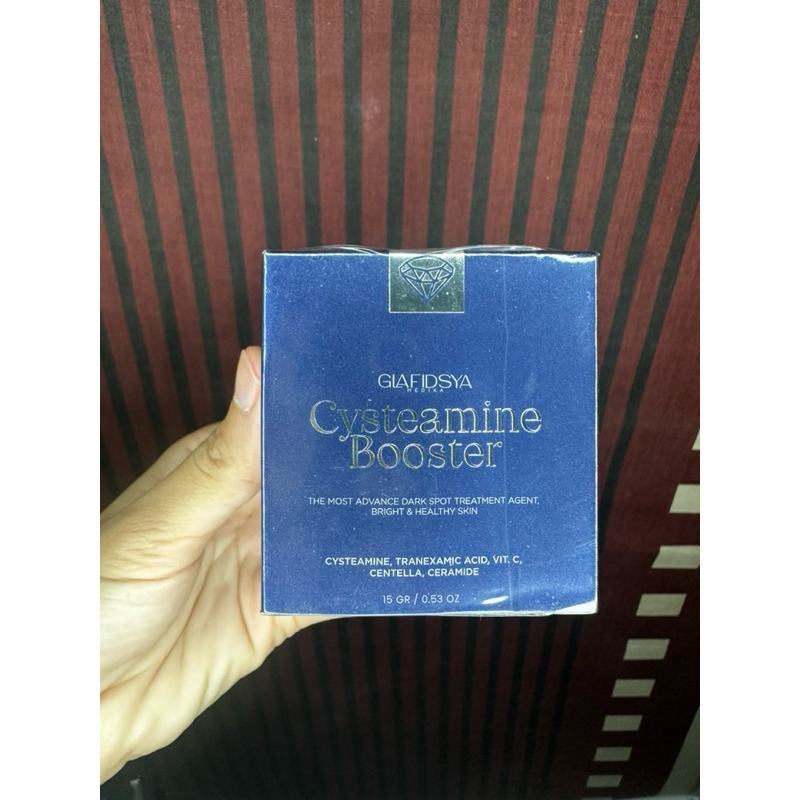 GLAFIDSYA
MEDIKA
Cysteamine
Booster
THE MOST ADVANCE DARK SPOT TREATMENT AGENT,
BRIGHT & HEALTHY SKIN
CYSTEAMINE, TRANEXAMIC ACID, VIT. C,
CENTELLA, CERAMIDE
15 GR / 0.53 OZ